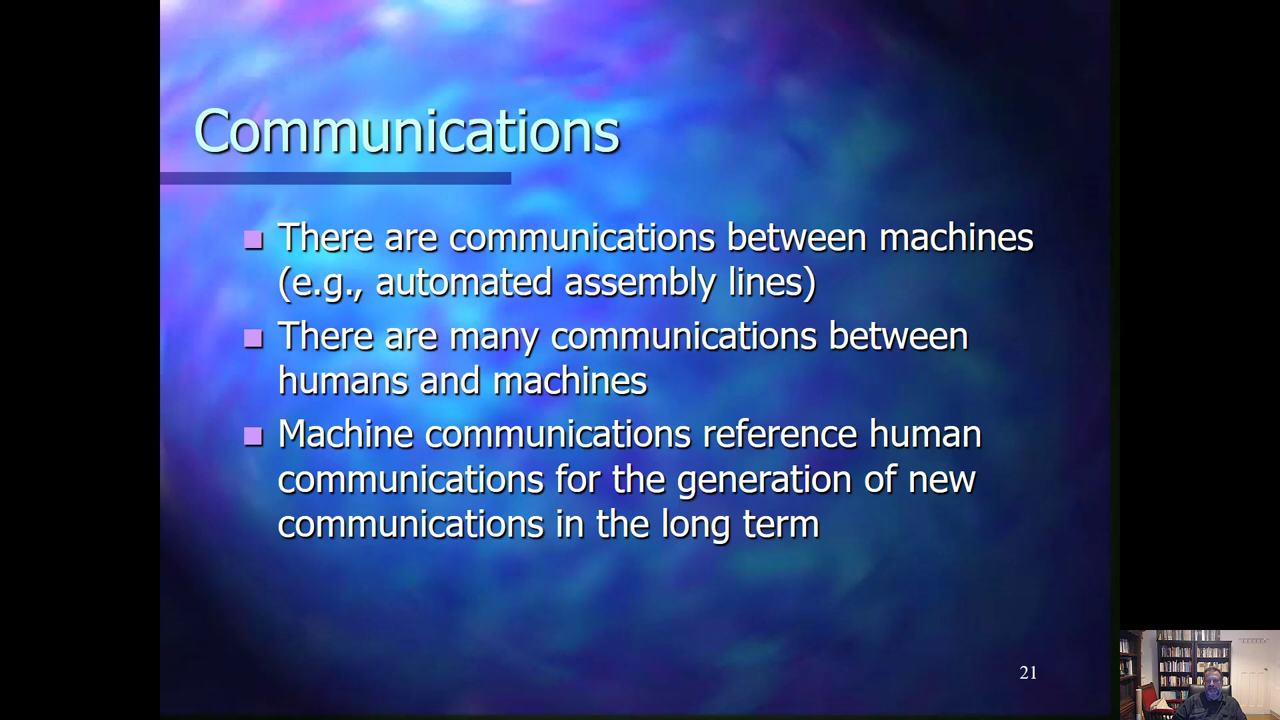 Communications
There are communications between machines
(e.g., automated assembly lines)
There are many communications between
humans and machines
Machine communications reference human
communications for the generation of new
communications in the long term
21